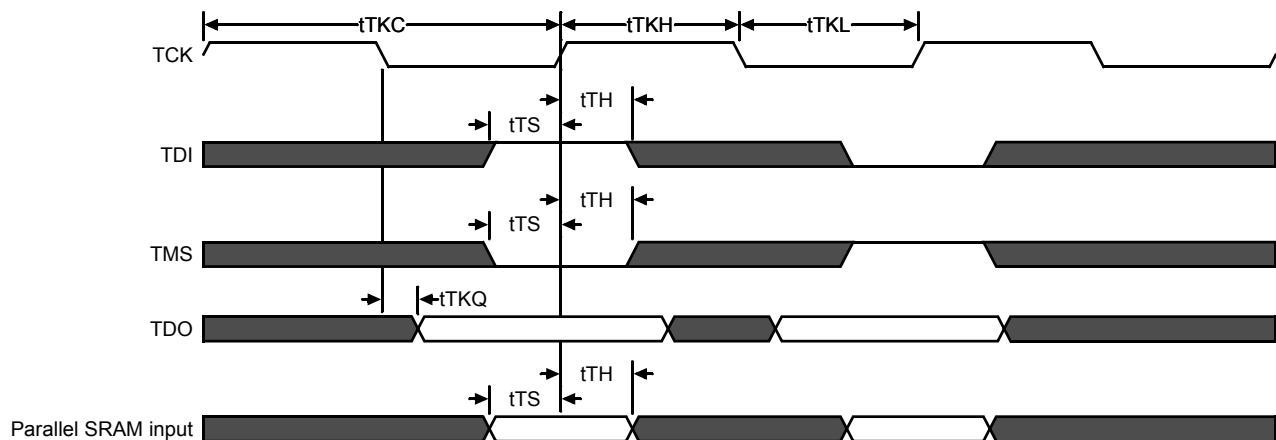 tTKC tTKH tTKL
TCK
tTH
tTS
TDI
tTH
tTS
TMS
tTKQ
TDO
tTH
tTS
Parallel SRAM input